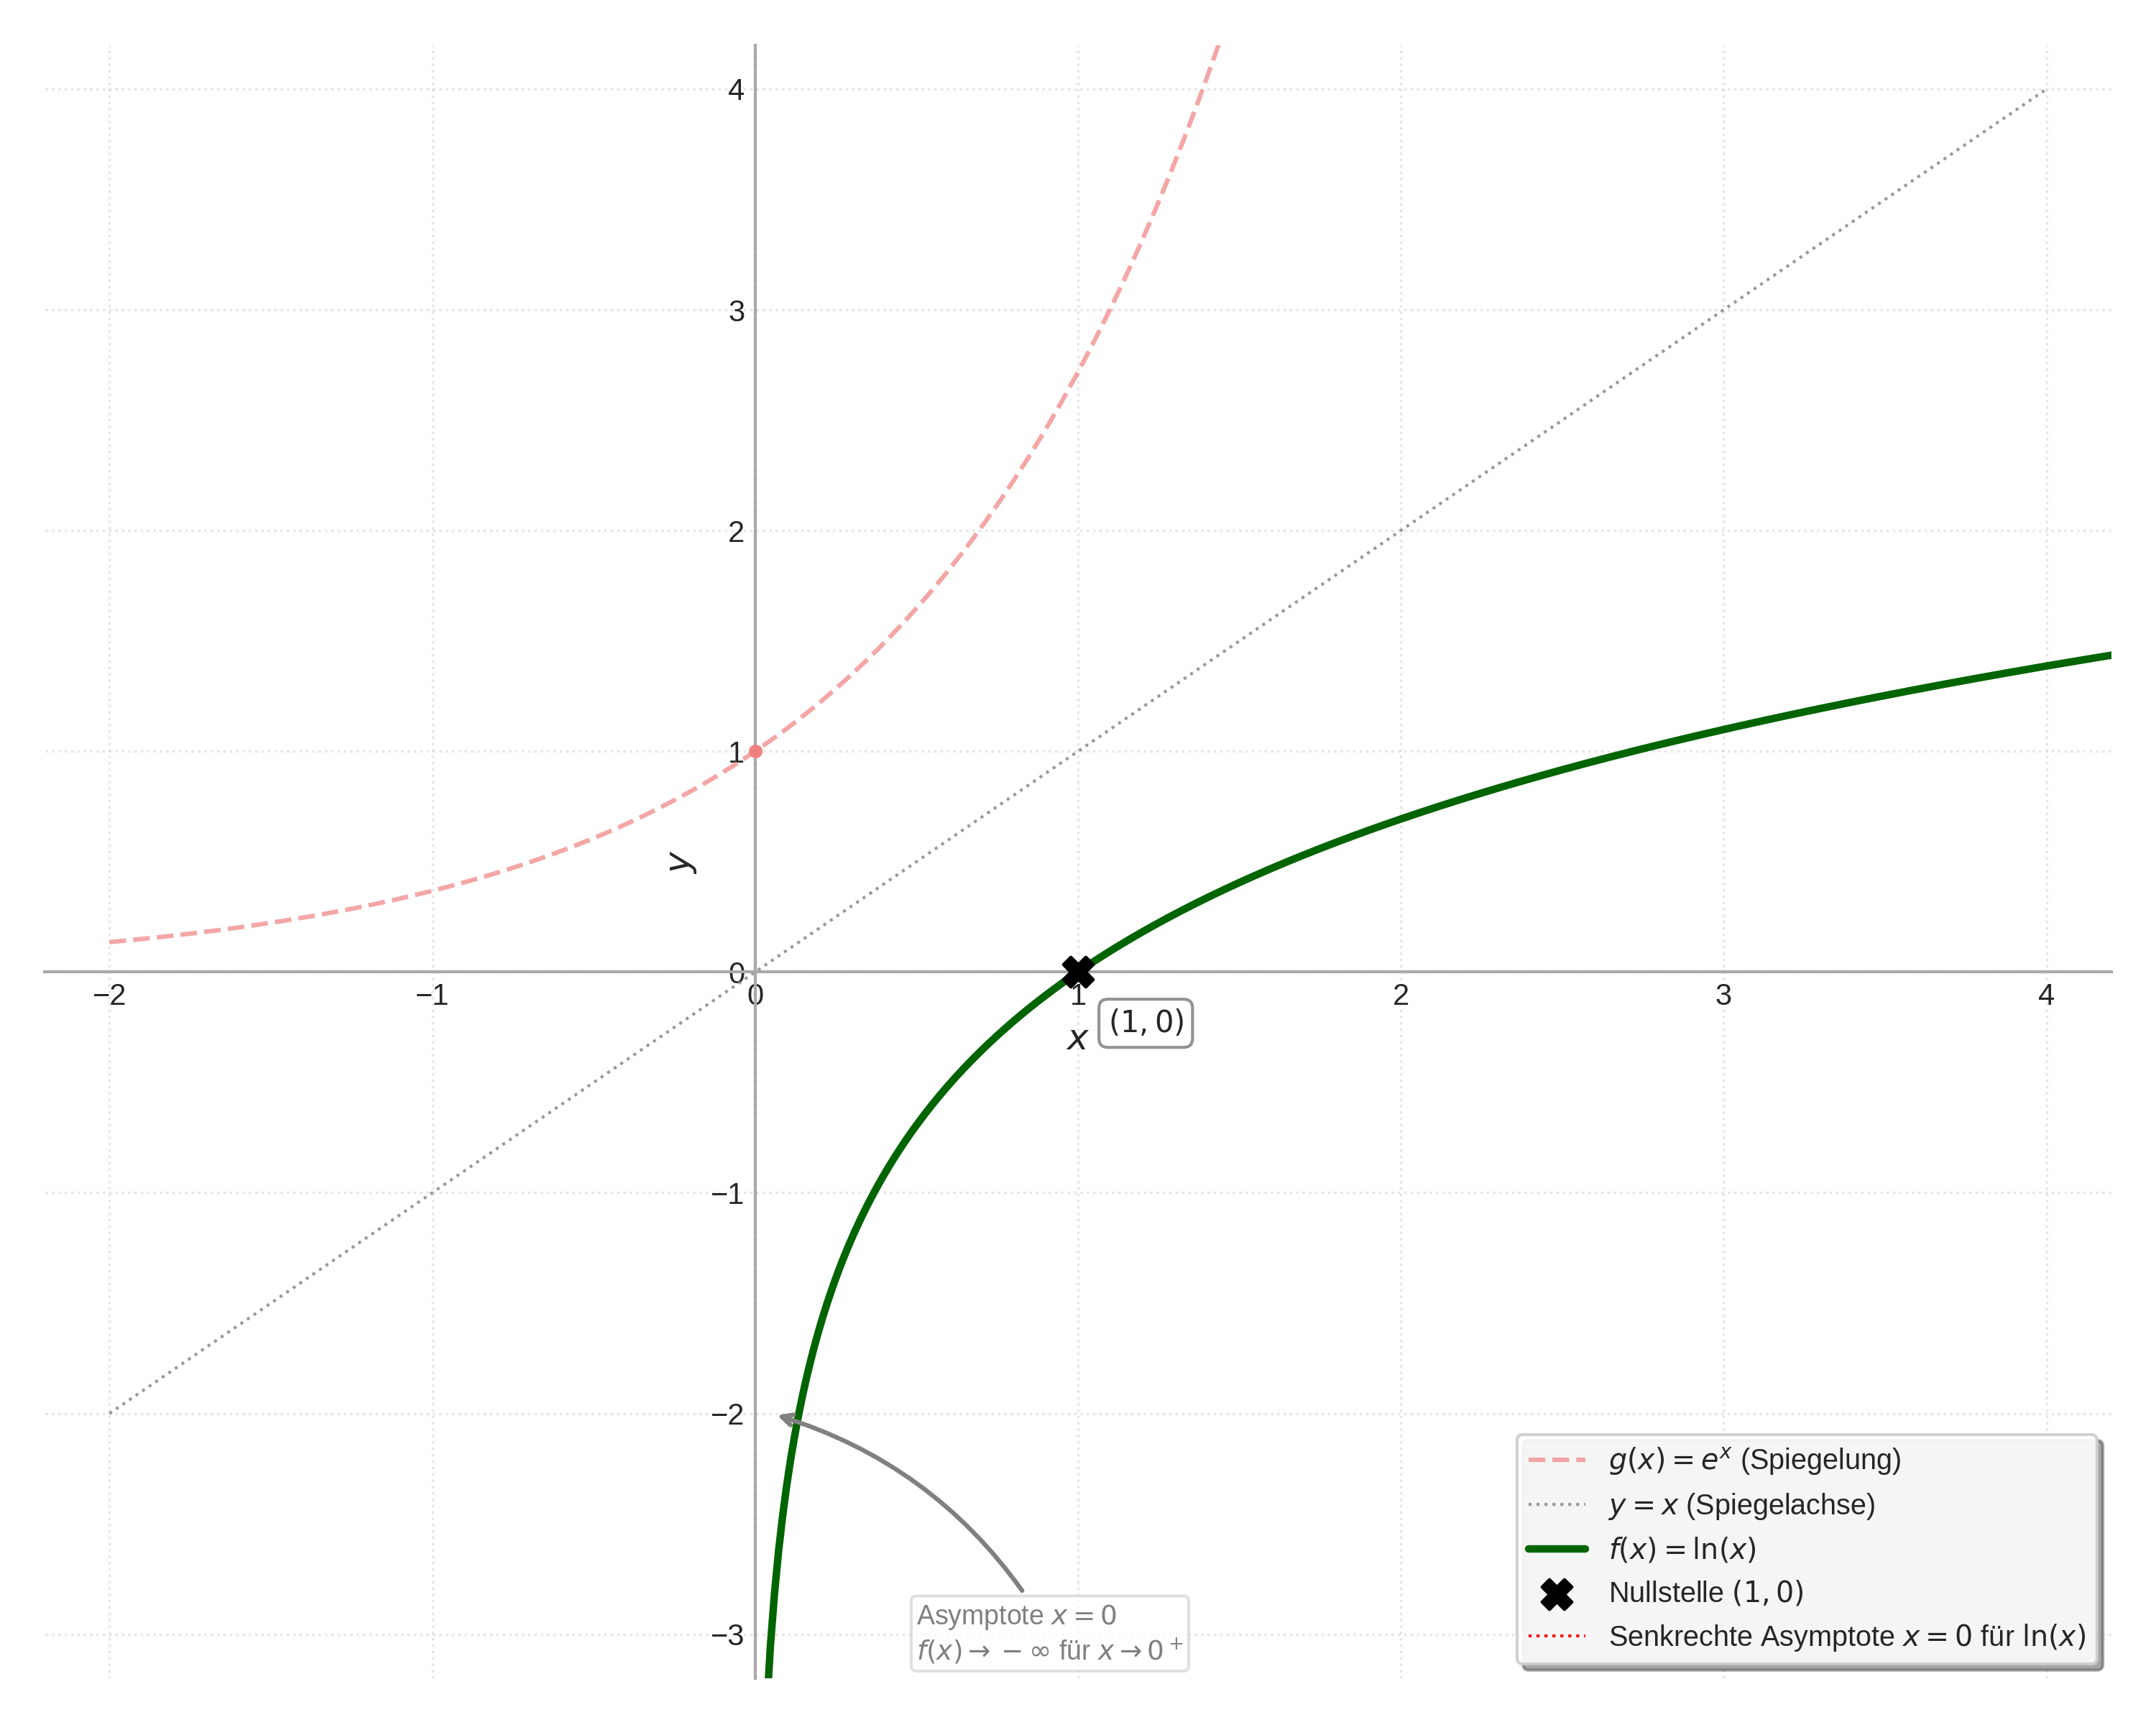 4
3
2
1
y
0
−2 −1 0 1 2 3 4
x (1, 0)
−1
−2
−3
Asymptote x = 0
f(x) → − ∞ für x → 0⁺
g(x) = eˣ (Spiegelung)
y = x (Spiegelachse)
f(x) = ln(x)
Nullstelle (1, 0)
Senkrechte Asymptote x = 0 für ln(x)